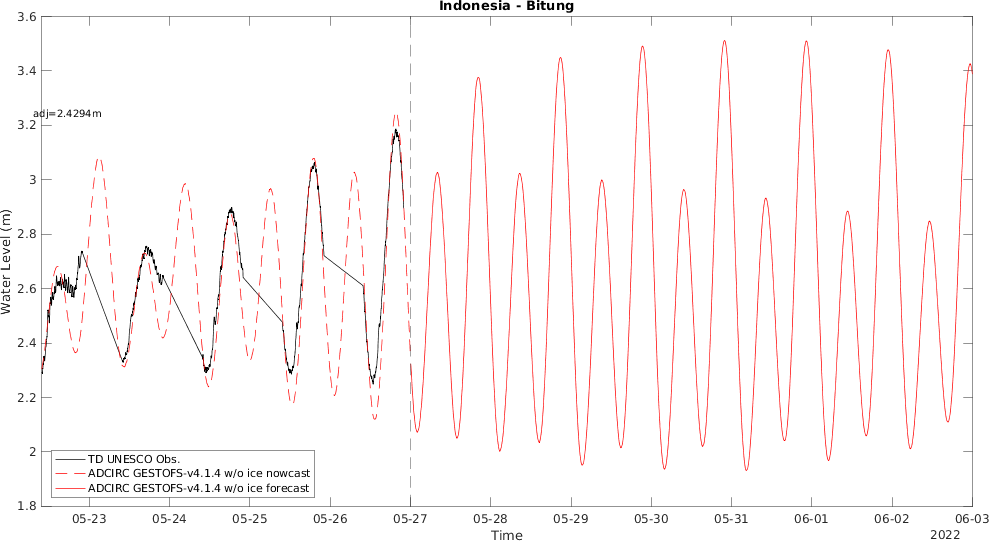 Indonesia - Bitung
3.6
3.4
adj=2.4294m
3.2
3
2.8
2.6
2.4
2.2
2
1.8
Water Level (m)
TD UNESCO Obs.
ADCIRC GESTOFS-v4.1.4 w/o ice nowcast
ADCIRC GESTOFS-v4.1.4 w/o ice forecast
05-23 05-24 05-25 05-26 05-27 05-28 05-29 05-30 05-31 06-01 06-02 06-03
2022
Time